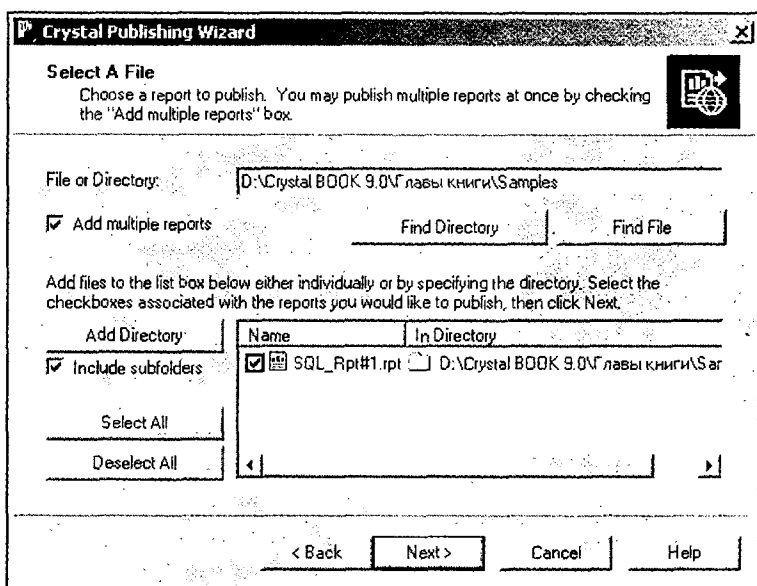 Crystal Publishing Wizard
Select A File
Choose a report to publish. You may publish multiple reports at once by checking
the "Add multiple reports" box.
File or Directory:
D:\Crystal BOOK 9.0\Главы книги\Samples
Add multiple reports
Find Directory
Find File
Add files to the list box below either individually or by specifying the directory. Select the
checkboxes associated with the reports you would like to publish, then click Next.
Add Directory
Name
In Directory
Include subfolders
SQL_Rpt#1.rpt
D:\Crystal BOOK 9.0\Главы книги\Sar
Select All
Deselect All
< Back
Next >
Cancel
Help